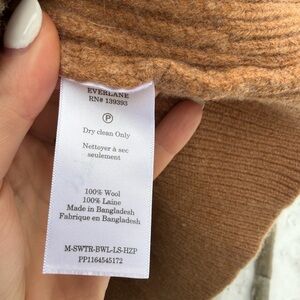 EVERLANE
RN# 139393
P
Dry clean Only
Nettoyer à sec
seulement
100% Wool
100% Laine
Made in Bangladesh
Fabrique en Bangladesh
M-SWTR-BWL-LS-HZP
PP1164545172